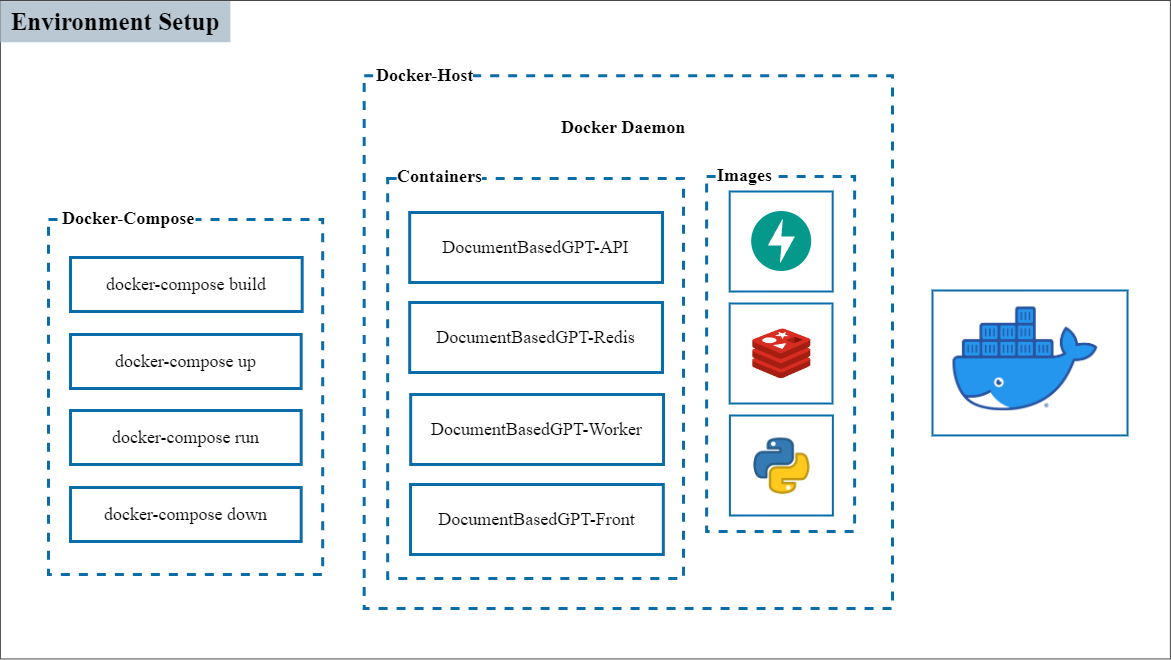 Environment Setup
Docker-Host
Docker Daemon
Docker-Compose
docker-compose build
docker-compose up
docker-compose run
docker-compose down
Containers
DocumentBasedGPT-API
DocumentBasedGPT-Redis
DocumentBasedGPT-Worker
DocumentBasedGPT-Front
Images